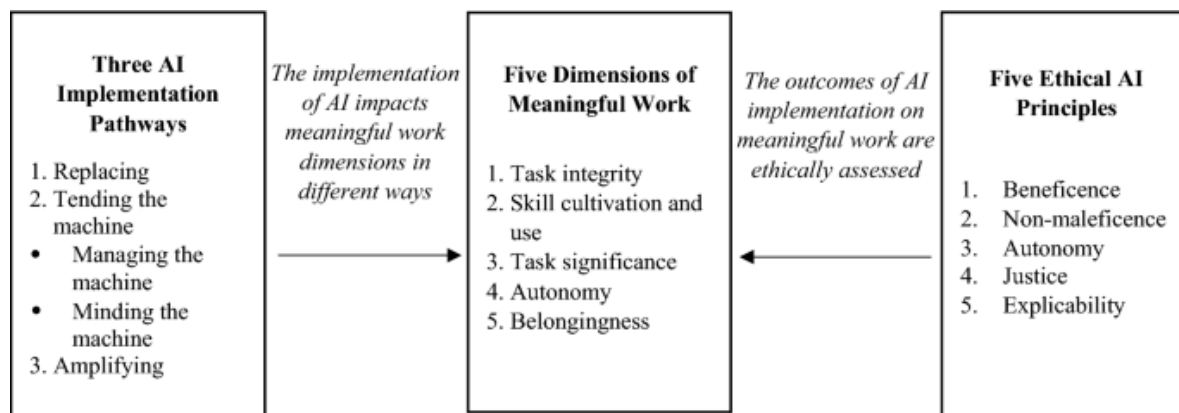 Three AI
Implementation
Pathways
1. Replacing
2. Tending the
machine
• Managing the
machine
• Minding the
machine
3. Amplifying
The implementation
of AI impacts
meaningful work
dimensions in
different ways
Five Dimensions of
Meaningful Work
1. Task integrity
2. Skill cultivation and
use
3. Task significance
4. Autonomy
5. Belongingness
The outcomes of AI
implementation on
meaningful work are
ethically assessed
Five Ethical AI
Principles
1. Beneficence
2. Non-maleficence
3. Autonomy
4. Justice
5. Explicability